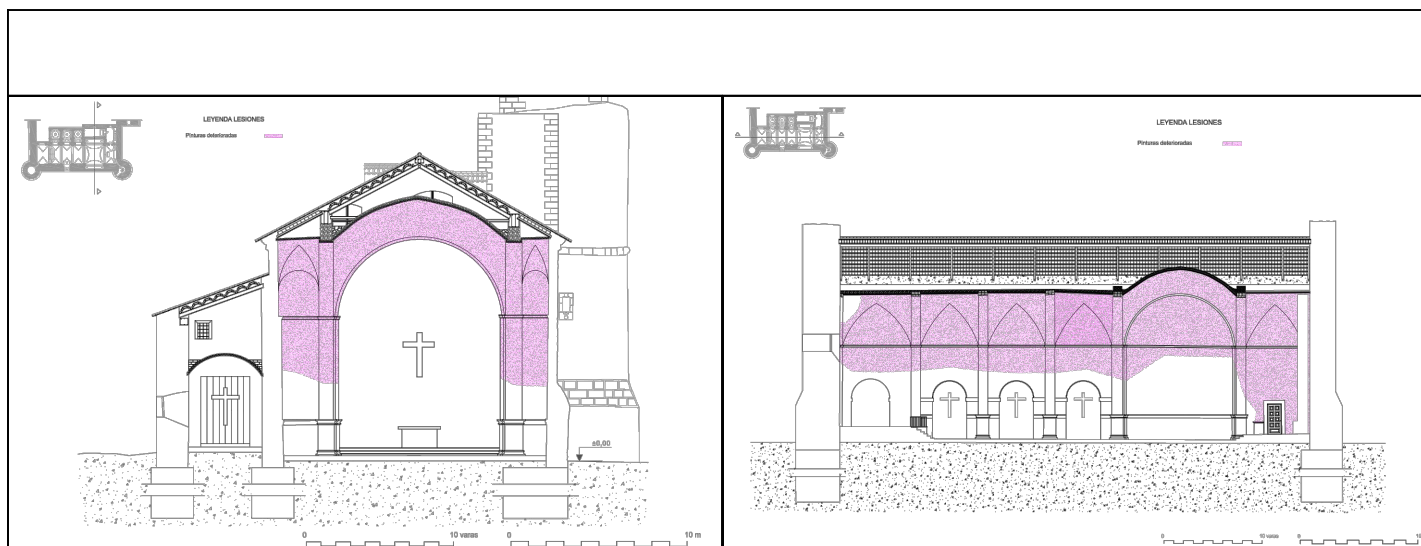 LEYENDA LESIONES
Pinturas deterioradas
±0,00
0 10 varas 0 10 m
LEYENDA LESIONES
Pinturas deterioradas
0 10 varas 0 10